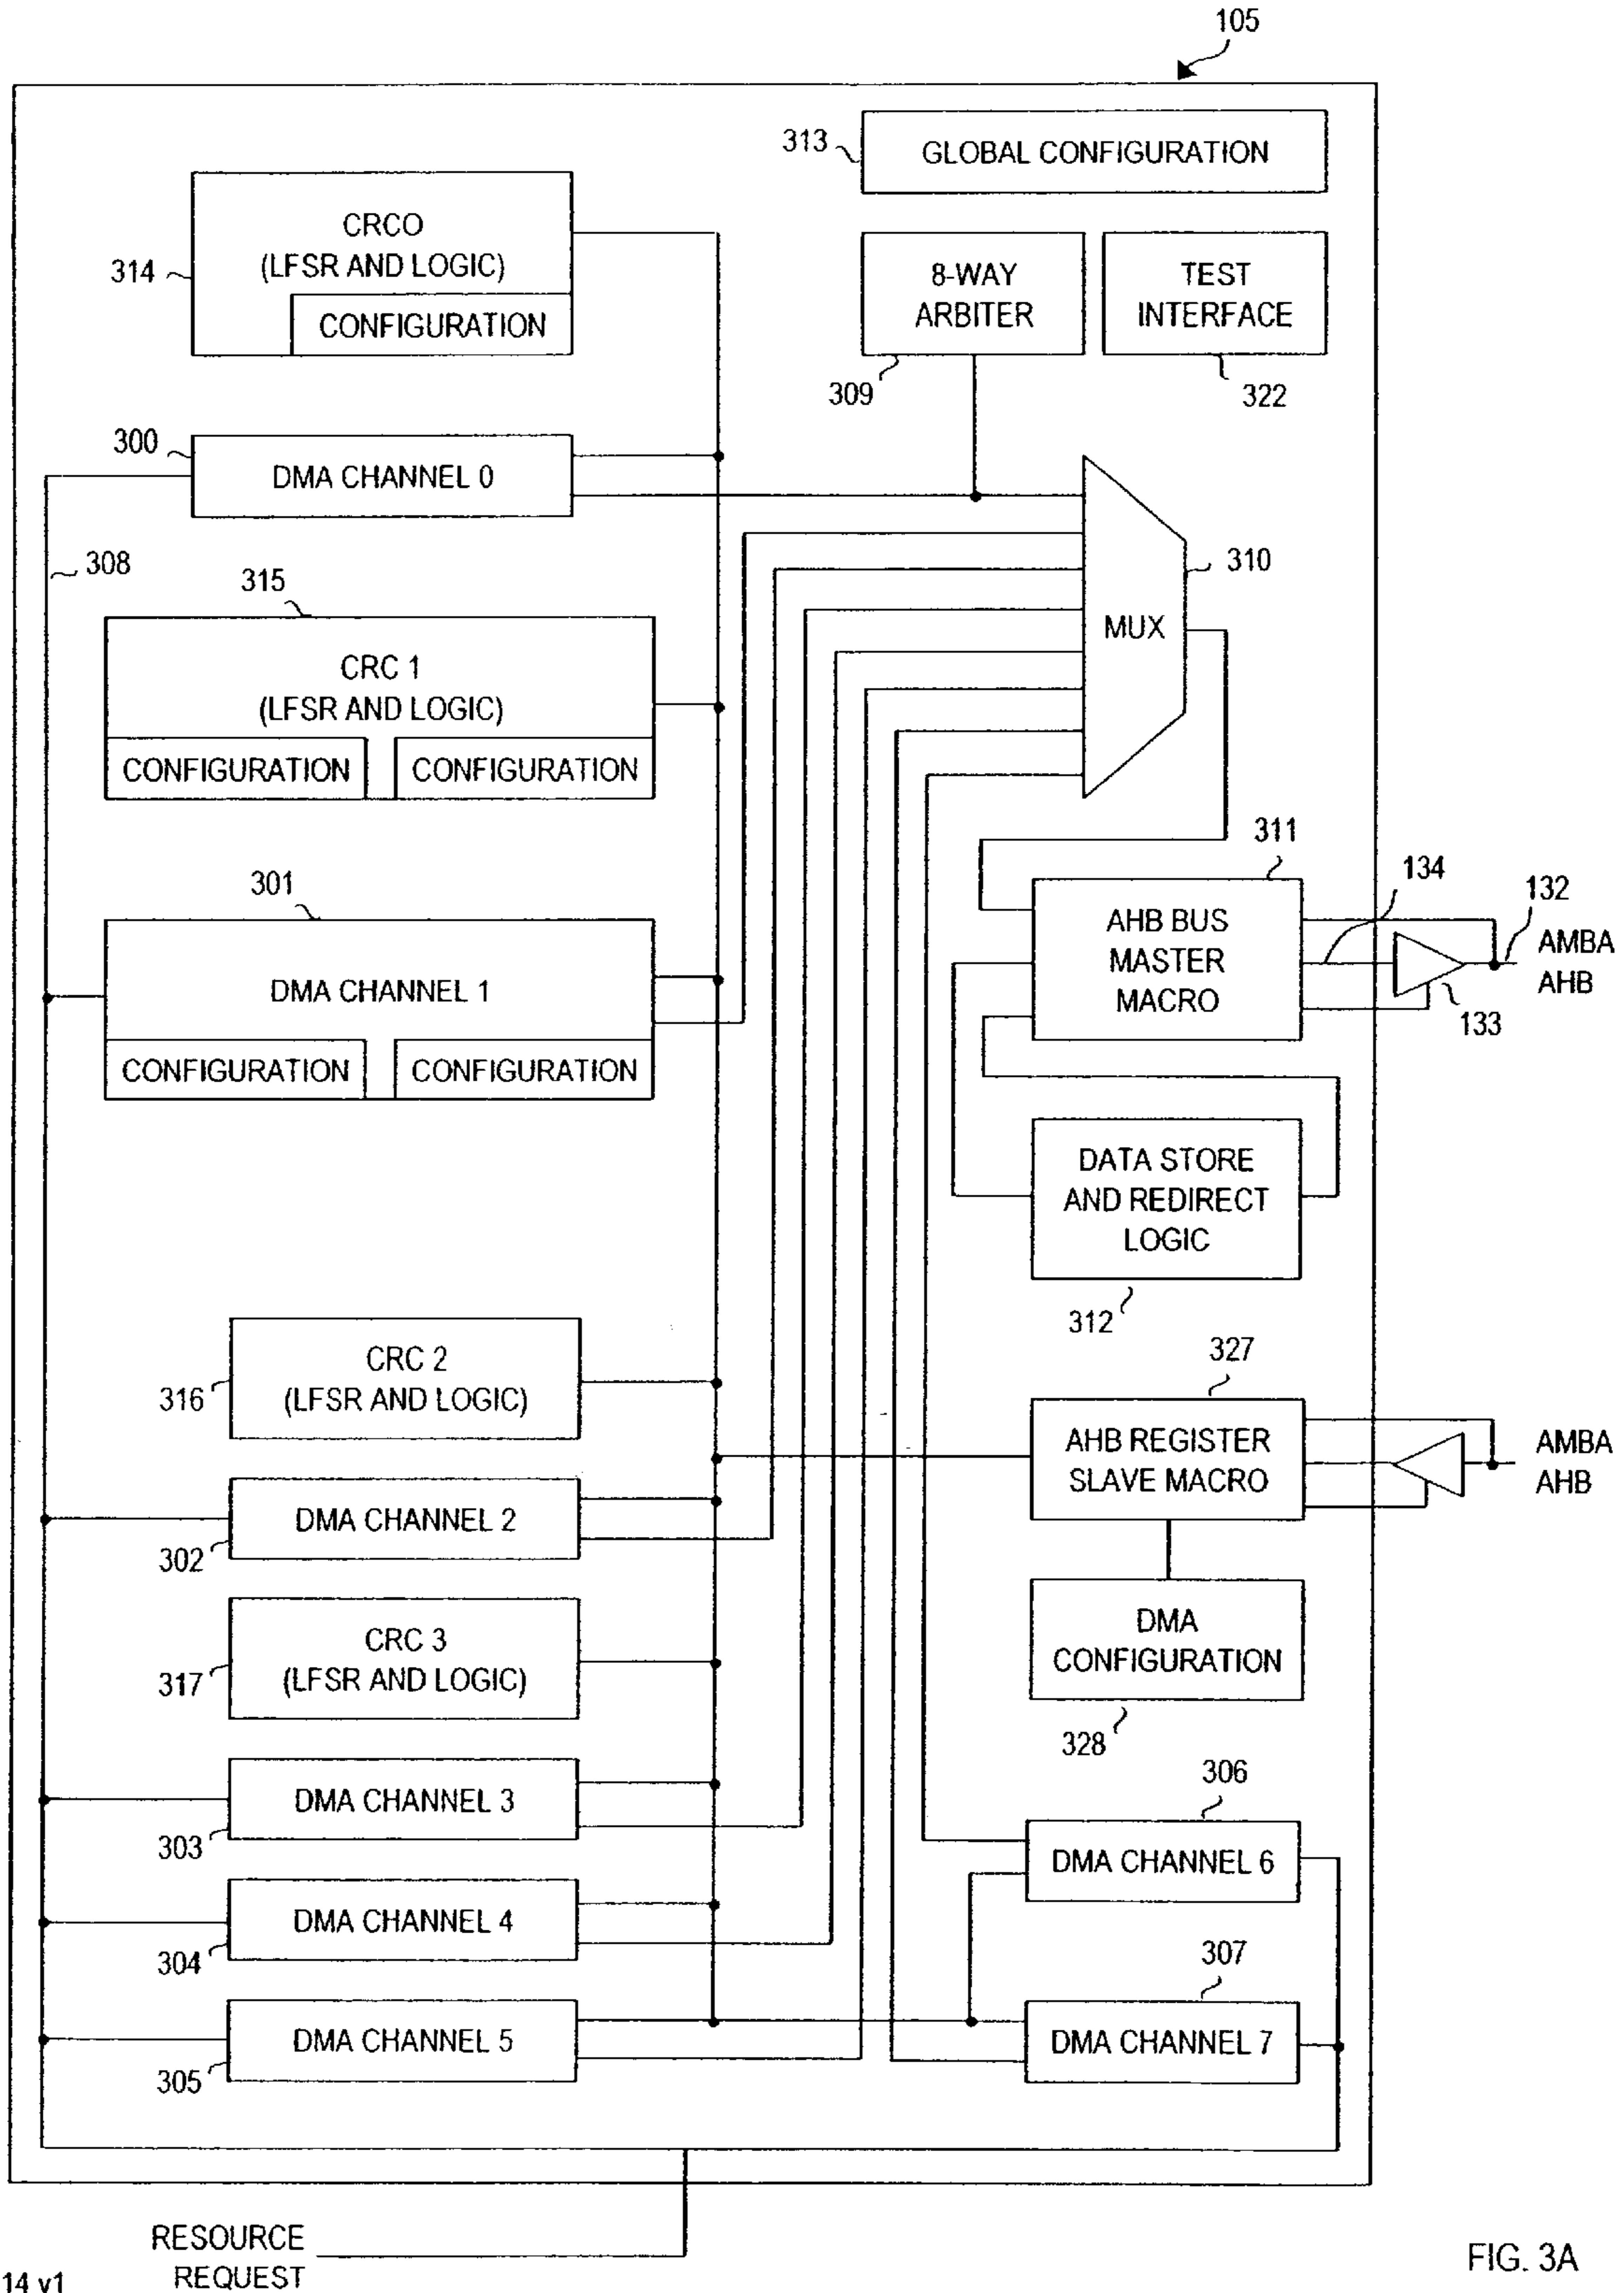 105
313
GLOBAL CONFIGURATION
CRCO
(LFSR AND LOGIC)
CONFIGURATION
314
8-WAY
ARBITER
309
TEST
INTERFACE
322
300
DMA CHANNEL 0
308
310
MUX
315
CRC 1
(LFSR AND LOGIC)
CONFIGURATION
CONFIGURATION
301
DMA CHANNEL 1
CONFIGURATION
CONFIGURATION
311
AHB BUS
MASTER
MACRO
134
132
AMBA
AHB
133
DATA STORE
AND REDIRECT
LOGIC
312
CRC 2
(LFSR AND LOGIC)
316
327
AHB REGISTER
SLAVE MACRO
AMBA
AHB
DMA CHANNEL 2
302
CRC 3
(LFSR AND LOGIC)
317
DMA
CONFIGURATION
328
DMA CHANNEL 3
303
306
DMA CHANNEL 6
DMA CHANNEL 4
304
307
DMA CHANNEL 7
DMA CHANNEL 5
305
RESOURCE
REQUEST
FIG. 3A
14 v1